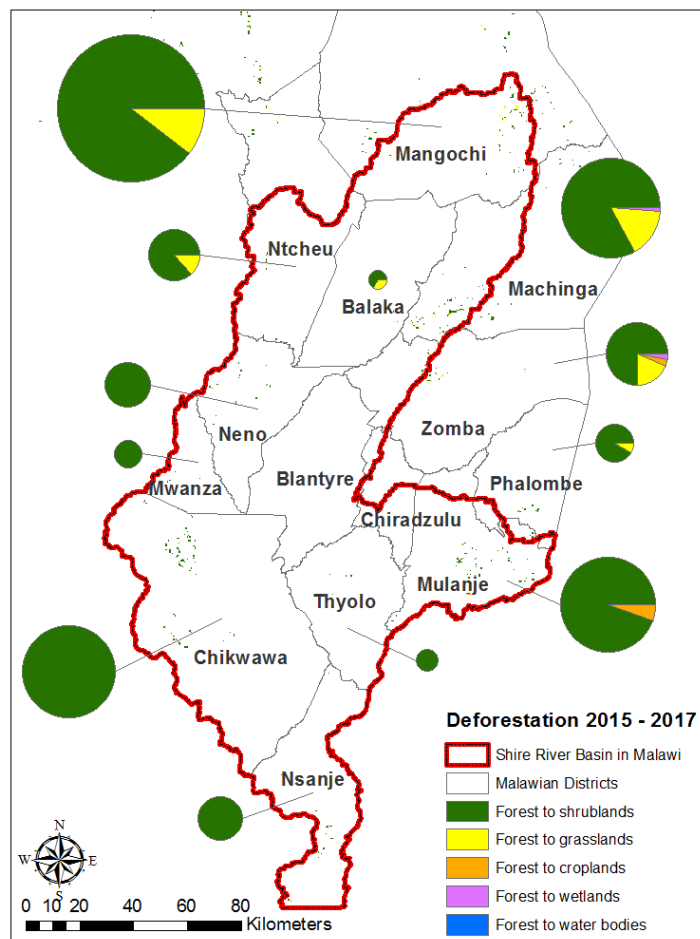 Mangochi
Ntcheu
Balaka
Machinga
Neno
Zomba
Mwanza
Blantyre
Phalombe
Chiradzulu
Mulanje
Thyolo
Chikwawa
Nsanje
Deforestation 2015 - 2017
Shire River Basin in Malawi
Malawian Districts
Forest to shrublands
Forest to grasslands
Forest to croplands
Forest to wetlands
Forest to water bodies
N
W E
S
0 10 20 40 60 80
Kilometers